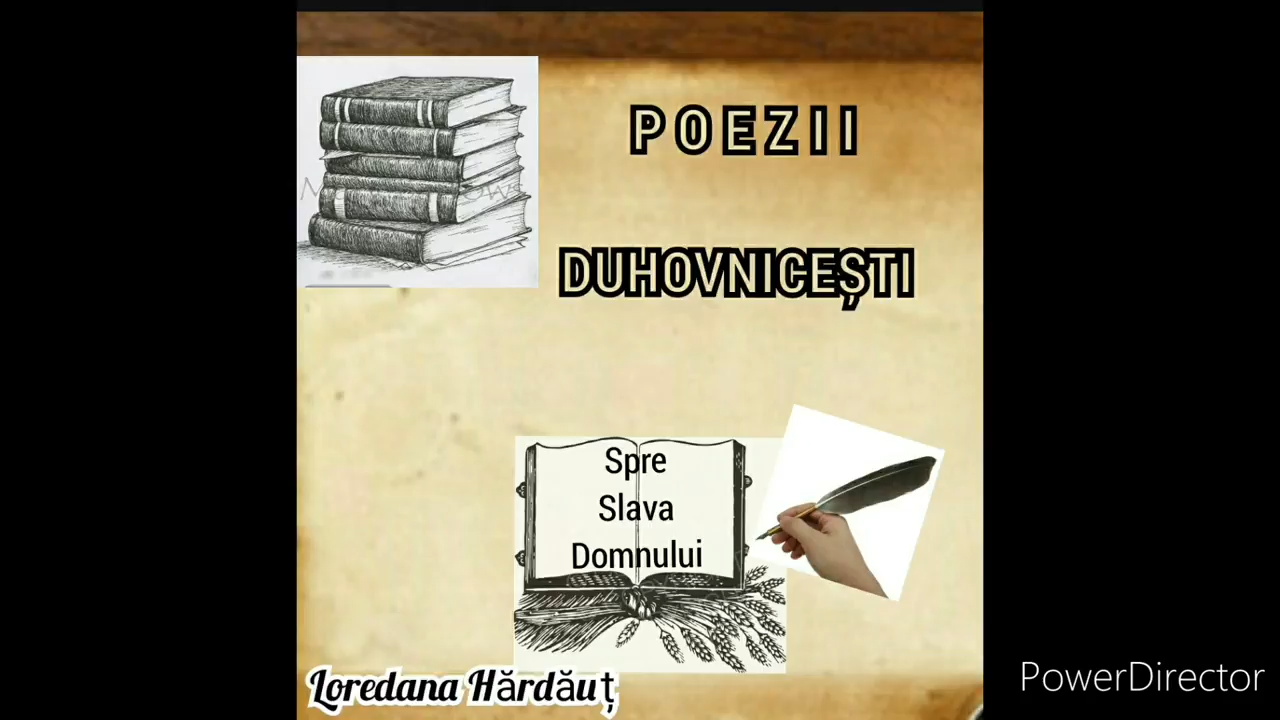 POEZII
DUHOVNICEȘTI
Spre
Slava
Domnului
Loredana Hărdăuț
PowerDirector